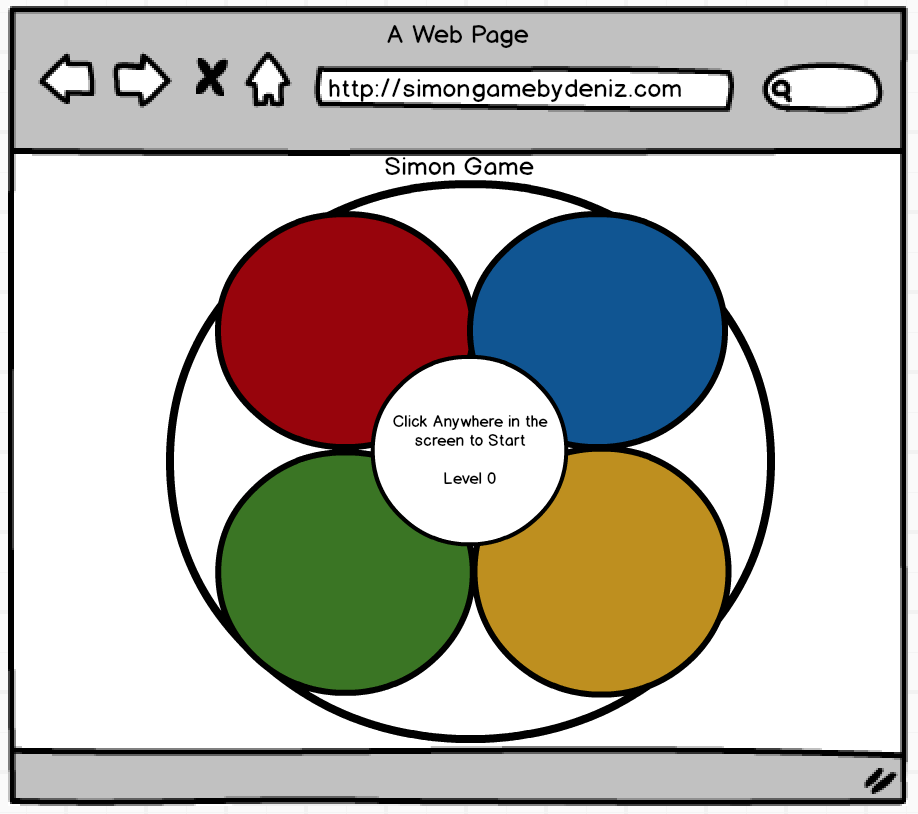 A Web Page
http://simongamebydeniz.com
Simon Game
Click Anywhere in the
screen to Start
Level 0